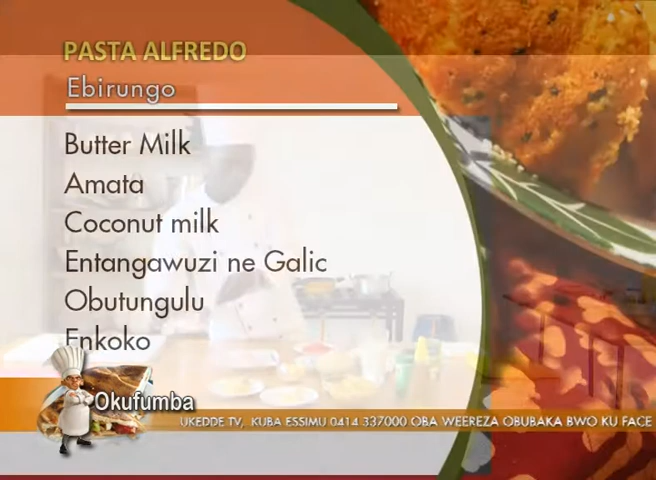 PASTA ALFREDO
Ebirungo
Butter Milk
Amata
Coconut milk
Entangawuzi ne Galic
Obutungulu
Enkoko
Okufumba
UKEDDE TV, KUBA ESSIMU 0414 337000 OBA WEEREZA OBUBAKA BWO KU FACE